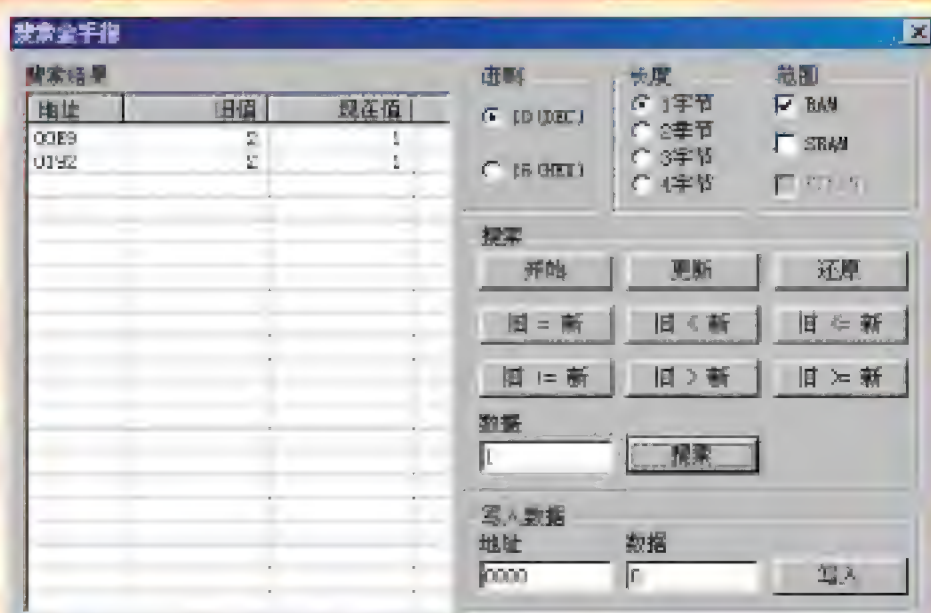 搜索金手指
搜索结果
地址 旧值 现在值
00E9 2 1
0192 2 1
进制
10(DEC)
16(HEX)
长度
1字节
2字节
3字节
4字节
范围
RAM
SRAM
搜索
开始 更新 还原
旧 = 新 旧 < 新 旧 <= 新
旧 != 新 旧 > 新 旧 >= 新
数据
1 搜索
写入数据
地址 数据
0000 0 写入